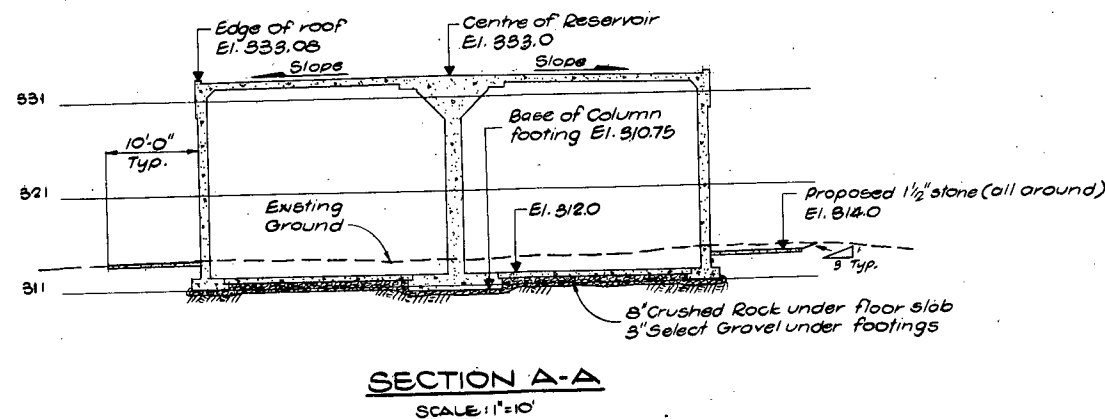 Edge of roof
El. 333.08
Centre of Reservoir
El. 333.0
Slope
Slope
331
Base of Column
footing El. 310.75
10'-0"
Typ.
321
Existing
Ground
El. 312.0
Proposed 1½" stone (all around)
El. 314.0
1
3 Typ.
311
8" Crushed Rock under floor slab
3" Select Gravel under footings
SECTION A-A
SCALE: 1"=10'